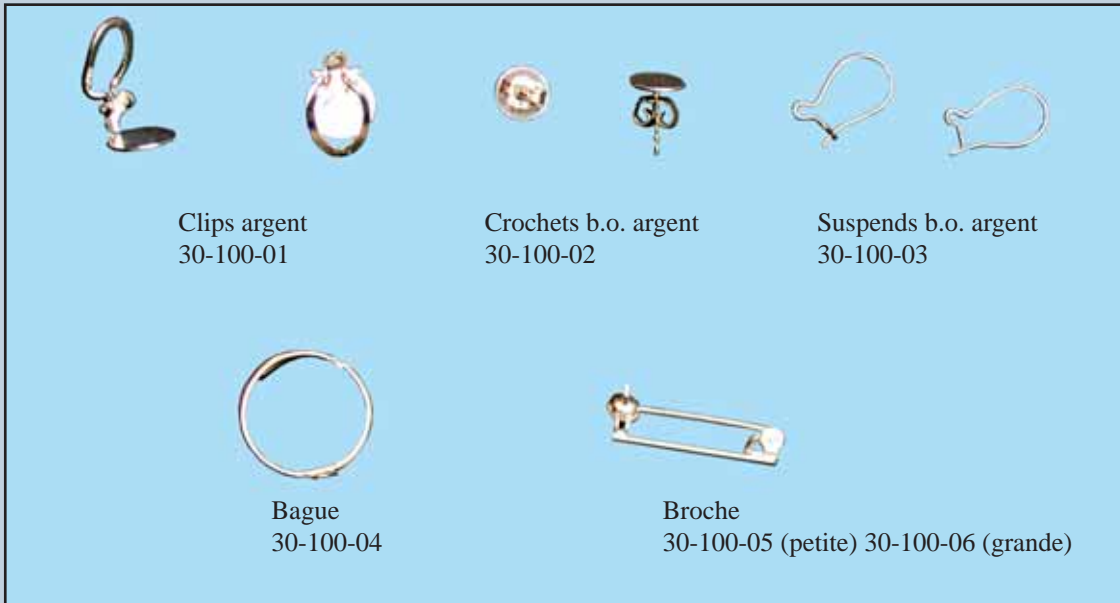 Clips argent
30-100-01
Crochets b.o. argent
30-100-02
Suspends b.o. argent
30-100-03
Bague
30-100-04
Broche
30-100-05 (petite) 30-100-06 (grande)